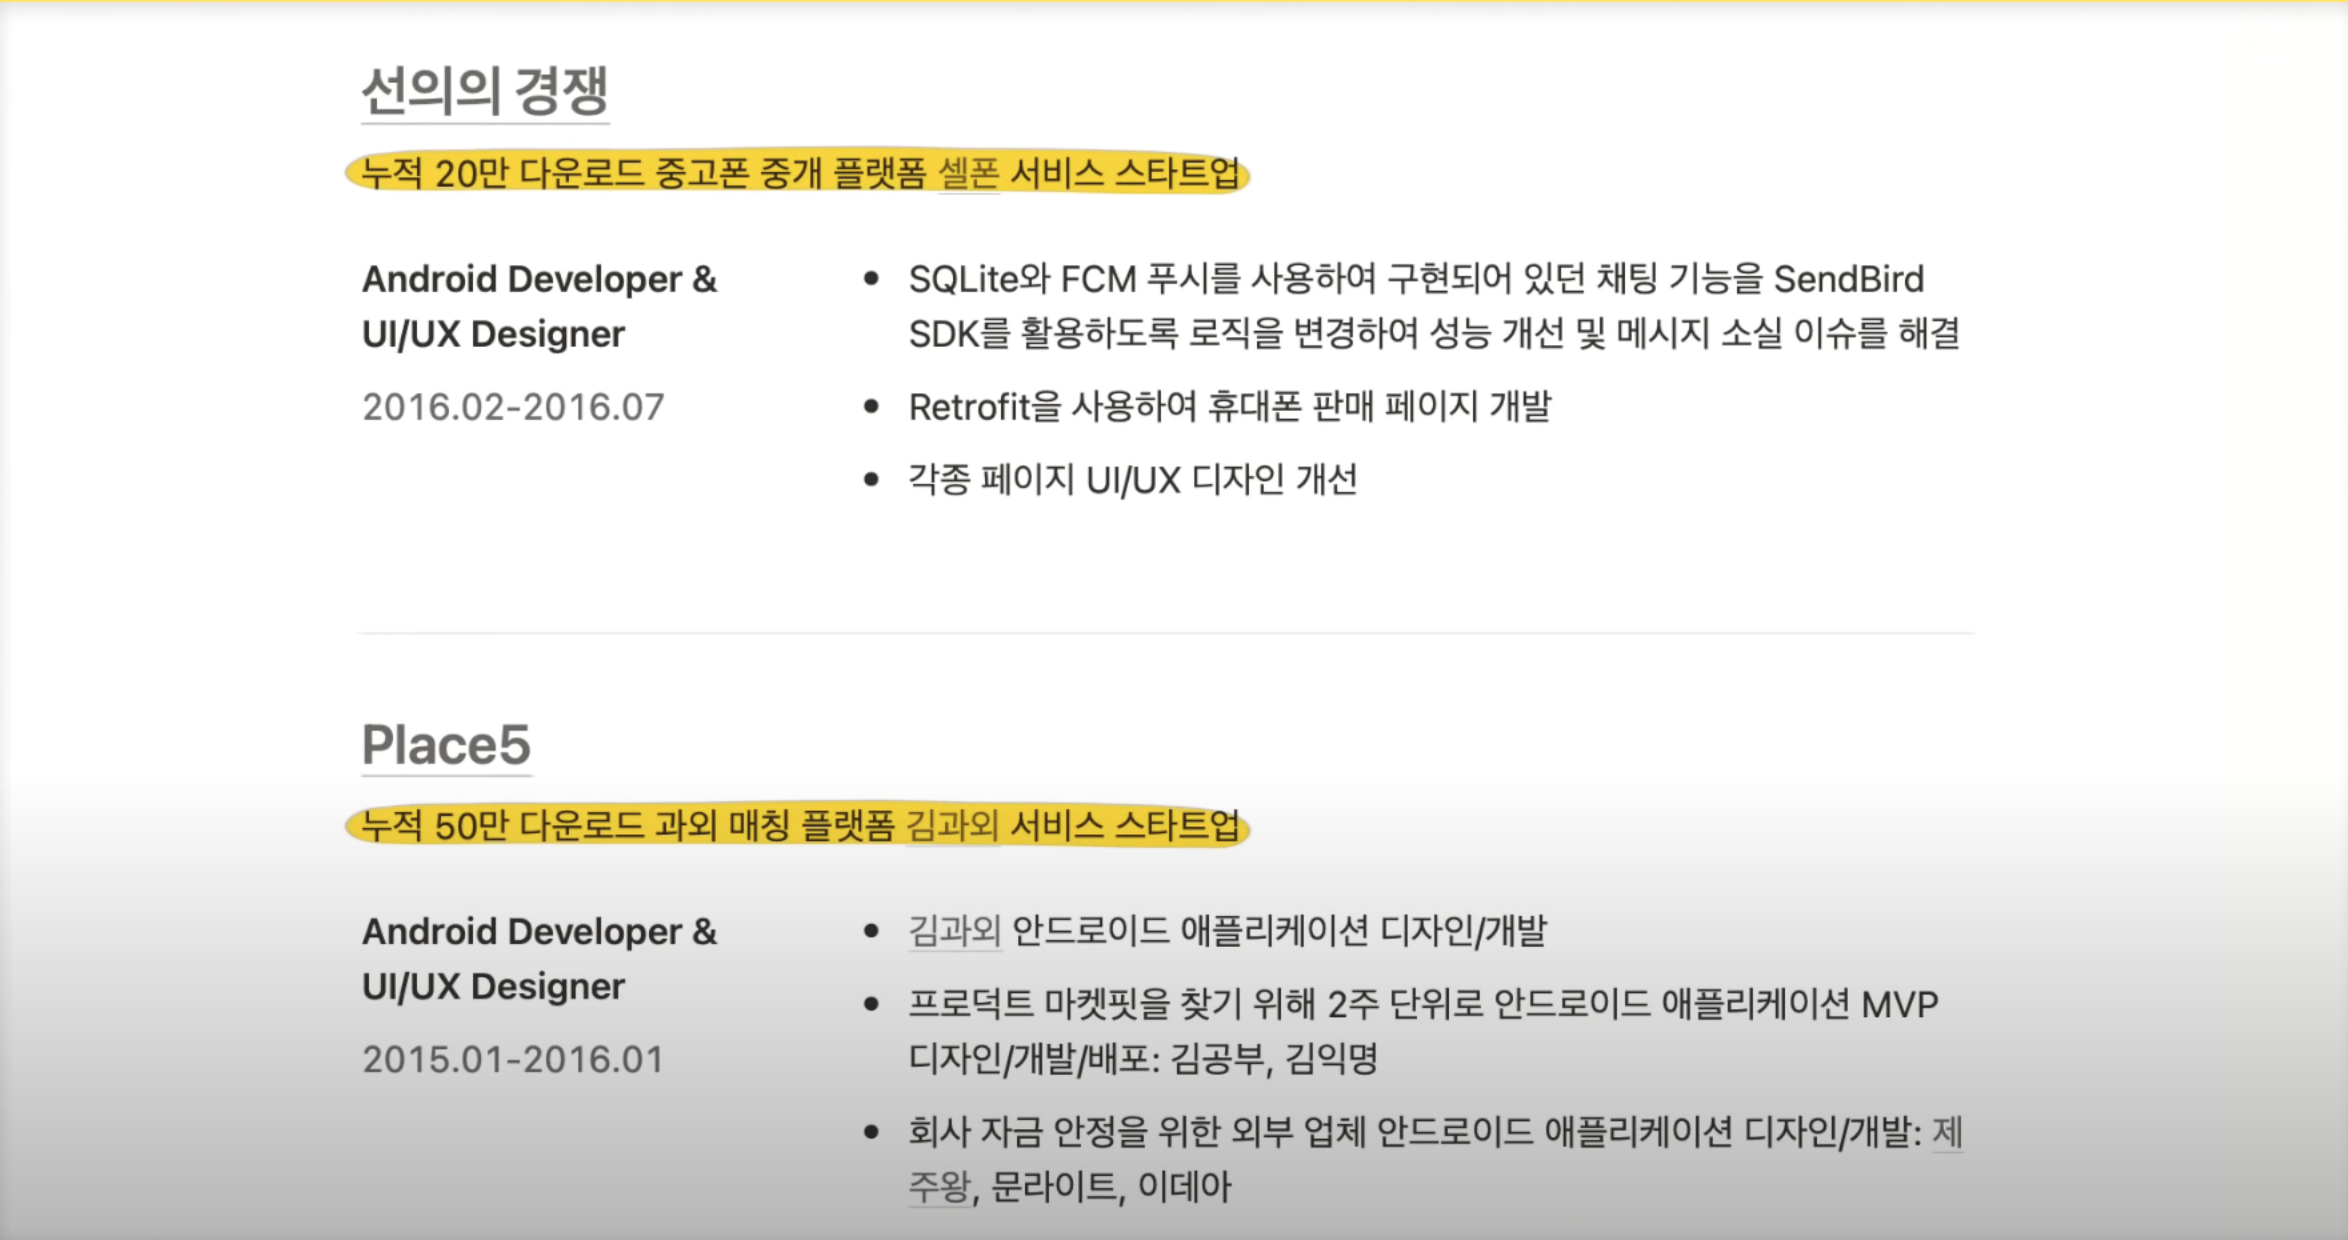 선의의 경쟁
누적 20만 다운로드 중고폰 중개 플랫폼 셀폰 서비스 스타트업
Android Developer &
UI/UX Designer
2016.02-2016.07
• SQLite와 FCM 푸시를 사용하여 구현되어 있던 채팅 기능을 SendBird
SDK를 활용하도록 로직을 변경하여 성능 개선 및 메시지 소실 이슈를 해결
• Retrofit을 사용하여 휴대폰 판매 페이지 개발
• 각종 페이지 UI/UX 디자인 개선
Place5
누적 50만 다운로드 과외 매칭 플랫폼 김과외 서비스 스타트업
Android Developer &
UI/UX Designer
2015.01-2016.01
• 김과외 안드로이드 애플리케이션 디자인/개발
• 프로덕트 마켓핏을 찾기 위해 2주 단위로 안드로이드 애플리케이션 MVP
디자인/개발/배포: 김공부, 김익명
• 회사 자금 안정을 위한 외부 업체 안드로이드 애플리케이션 디자인/개발: 제
주왕, 문라이트, 이데아